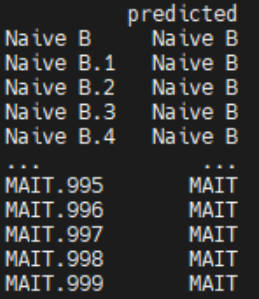 predicted
Naive B Naive B
Naive B.1 Naive B
Naive B.2 Naive B
Naive B.3 Naive B
Naive B.4 Naive B
... ...
MAIT.995 MAIT
MAIT.996 MAIT
MAIT.997 MAIT
MAIT.998 MAIT
MAIT.999 MAIT